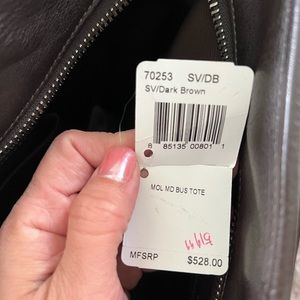 70253 SV/DB
SV/Dark Brown
8 85135 00801 1
MOL MD BUS TOTE
MFSRP $528.00